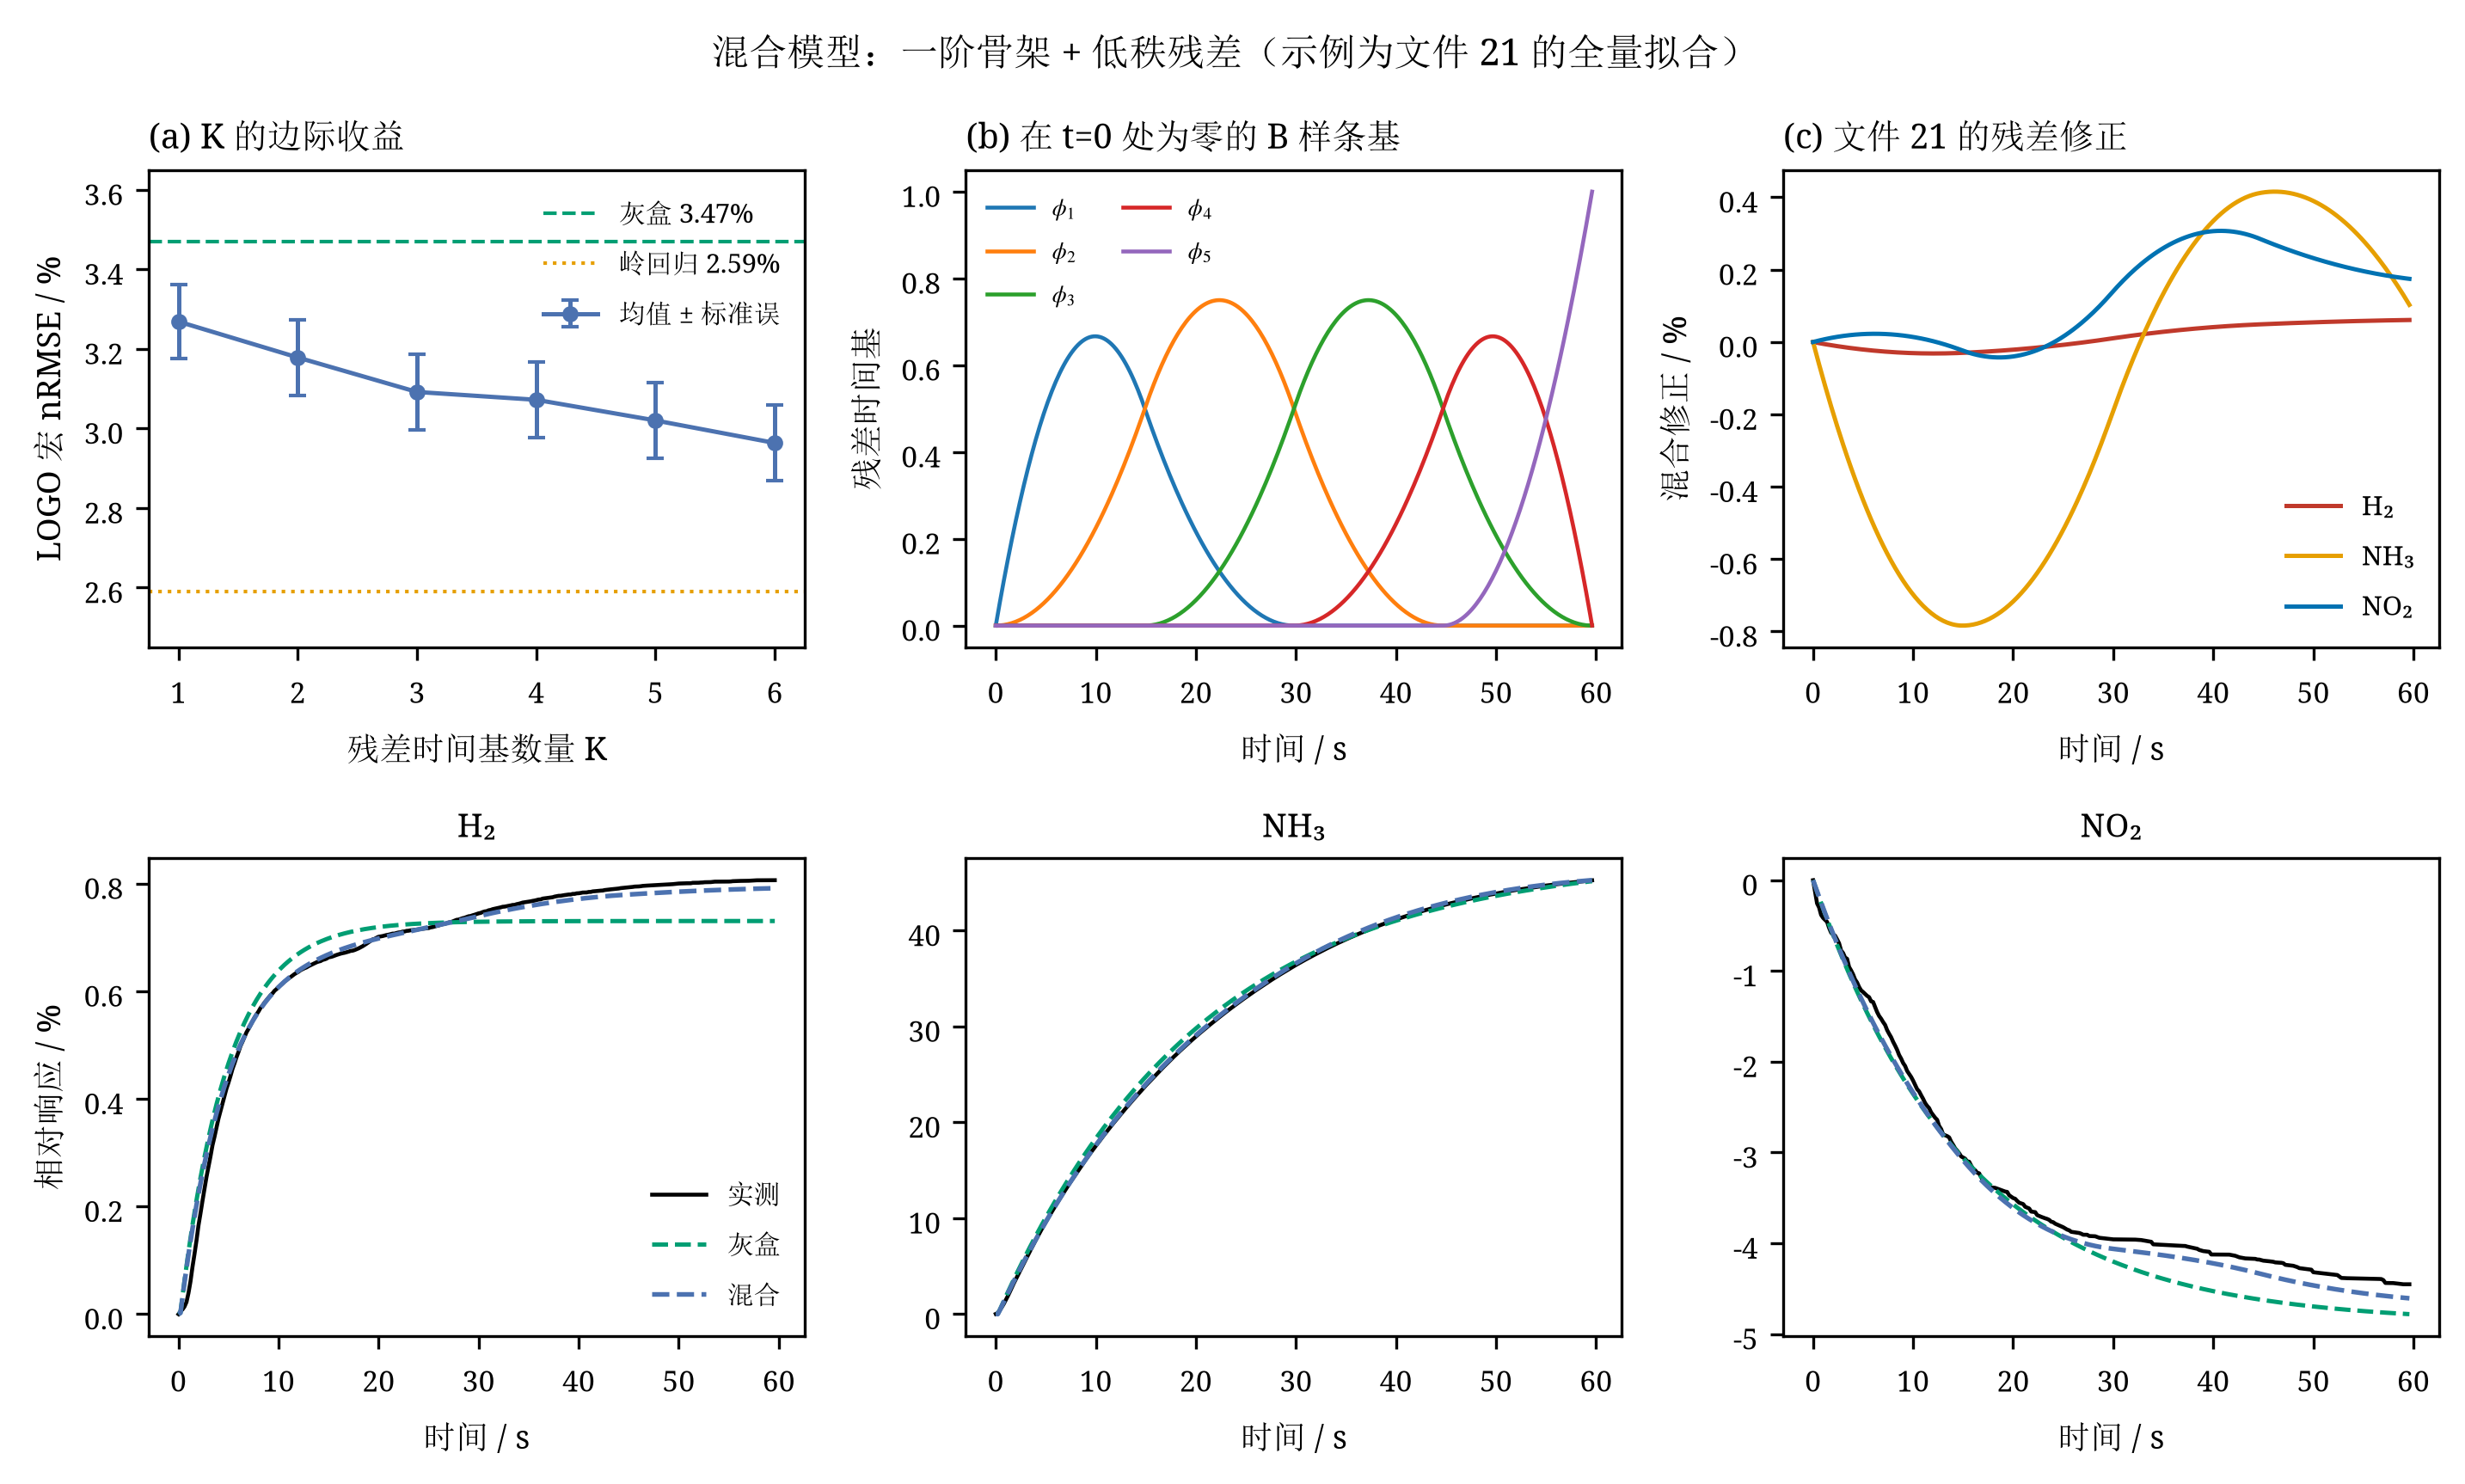 混合模型：一阶骨架 + 低秩残差（示例为文件 21 的全量拟合）
(a) K 的边际收益
LOGO 宏 nRMSE / %
3.6
3.4
3.2
3.0
2.8
2.6
灰盒 3.47%
岭回归 2.59%
均值 ± 标准误
1 2 3 4 5 6
残差时间基数量 K
(b) 在 t=0 处为零的 B 样条基
残差时间基
1.0
0.8
0.6
0.4
0.2
0.0
ϕ₁ ϕ₄
ϕ₂ ϕ₅
ϕ₃
0 10 20 30 40 50 60
时间 / s
(c) 文件 21 的残差修正
混合修正 / %
0.4
0.2
0.0
-0.2
-0.4
-0.6
-0.8
H₂
NH₃
NO₂
0 10 20 30 40 50 60
时间 / s
H₂
相对响应 / %
0.8
0.6
0.4
0.2
0.0
实测
灰盒
混合
0 10 20 30 40 50 60
时间 / s
NH₃
40
30
20
10
0
0 10 20 30 40 50 60
时间 / s
NO₂
0
-1
-2
-3
-4
-5
0 10 20 30 40 50 60
时间 / s